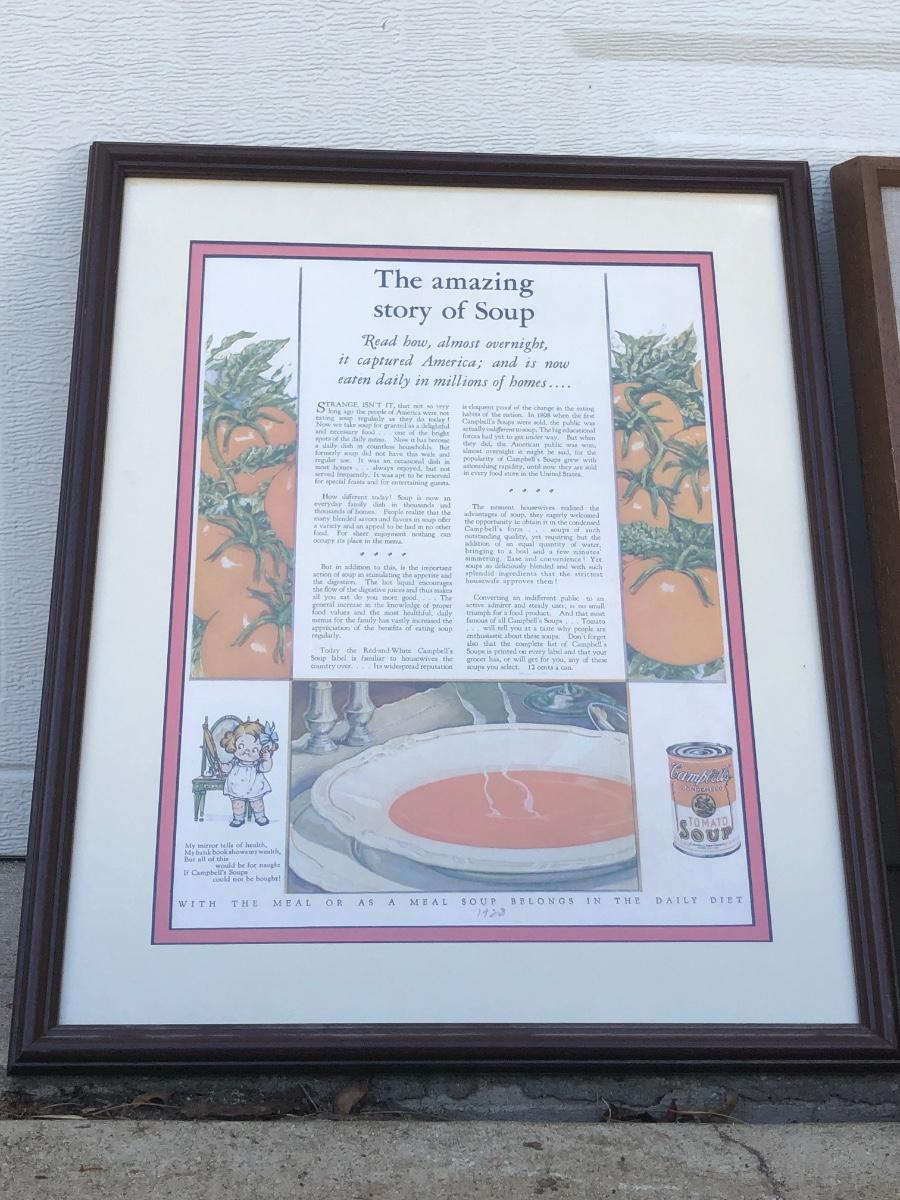 The amazing
story of Soup
Read how, almost overnight,
it captured America; and is now
eaten daily in millions of homes....
STRANGE, ISN'T IT, that not so very
long ago the people of America were not
eating soup regularly as they do today!
Now we take soup for granted as a delightful
and necessary food . . . one of the bright
spots of the daily menu. Now it has become
a daily dish in countless households. But
formerly soup did not have this wide and
regular use. It was an occasional dish in
most homes . . . always enjoyed, but not
served frequently. It was apt to be reserved
for special feasts and for entertaining guests.
How different today! Soup is now an
everyday family dish in thousands and
thousands of homes. People realize that the
many blended savors and flavors in soup offer
a variety and an appeal to be had in no other
food. For sheer enjoyment nothing can
occupy its place in the menu.
But in addition to this, is the important
action of soup in stimulating the appetite and
the digestion. The hot liquid encourages
the flow of the digestive juices and thus makes
all you eat do you more good. . . . The
general increase in the knowledge of proper
food values and the most healthful, daily
menus for the family has vastly increased the
appreciation of the benefits of eating soup
regularly.
Today the Red-and-White Campbell's
Soup label is familiar to housewives the
country over. . . . Its widespread reputation
is eloquent proof of the change in the eating
habits of the nation. In 1898 when the first
Campbell's Soups were sold, the public was
actually indifferent to soup. The big educational
forces had yet to get under way. But when
they did, the American public was won,
almost overnight it might be said, for the
popularity of Campbell's Soups grew with
astonishing rapidity, until now they are sold
in every food store in the United States.
The moment housewives realized the
advantages of soup, they eagerly welcomed
the opportunity to obtain it in the condensed
Campbell's form . . . soups of such
outstanding quality, yet requiring but the
addition of an equal quantity of water,
bringing to a boil and a few minutes'
simmering. Ease and convenience! Yet
soups so deliciously blended and with such
splendid ingredients that the strictest
housewife approves them!
Converting an indifferent public to an
active admirer and steady user, is no small
triumph for a food product. And that most
famous of all Campbell's Soups . . . Tomato
. . . will tell you at a taste why people are
enthusiastic about these soups. Don't forget
also that the complete list of Campbell's
Soups is printed on every label and that your
grocer has, or will get for you, any of these
soups you select. 12 cents a can.
My mirror tells of health,
My bank book shows my wealth,
But all of this
would be for naught
If Campbell's Soups
could not be bought!
Campbell's
CONDENSED
TOMATO
SOUP
WITH THE MEAL OR AS A MEAL SOUP BELONGS IN THE DAILY DIET